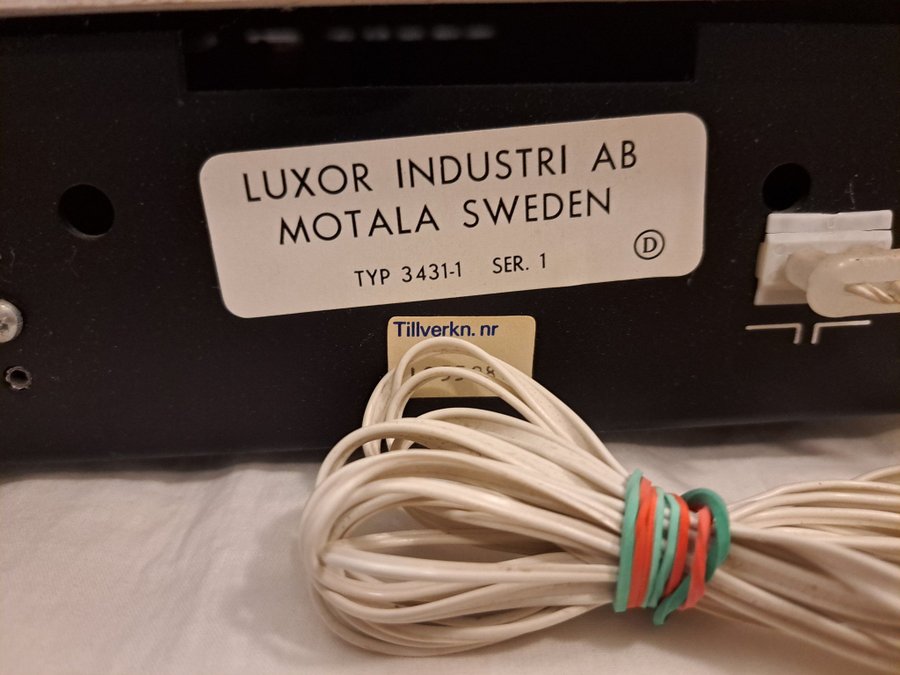 LUXOR INDUSTRI AB
MOTALA SWEDEN
TYP 3431-1 SER. 1
D
Tillverkn. nr